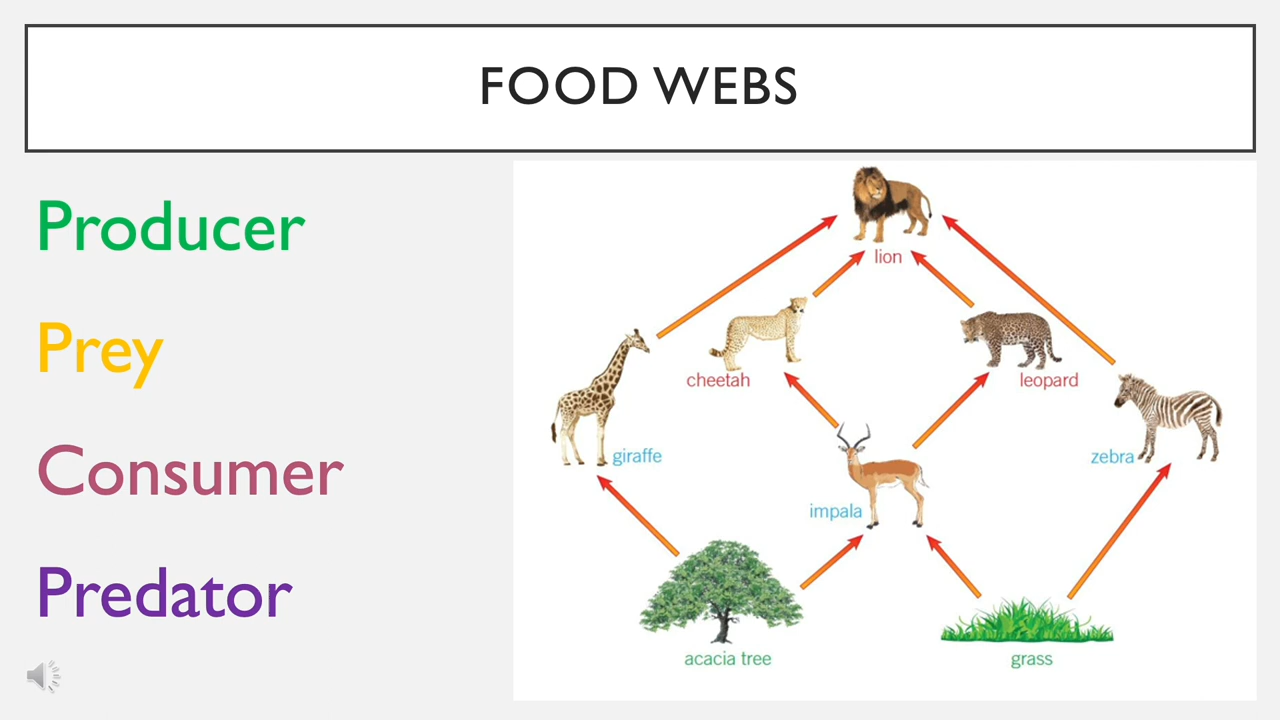 FOOD WEBS
Producer
Prey
Consumer
Predator
lion
cheetah
leopard
giraffe
zebra
impala
acacia tree
grass